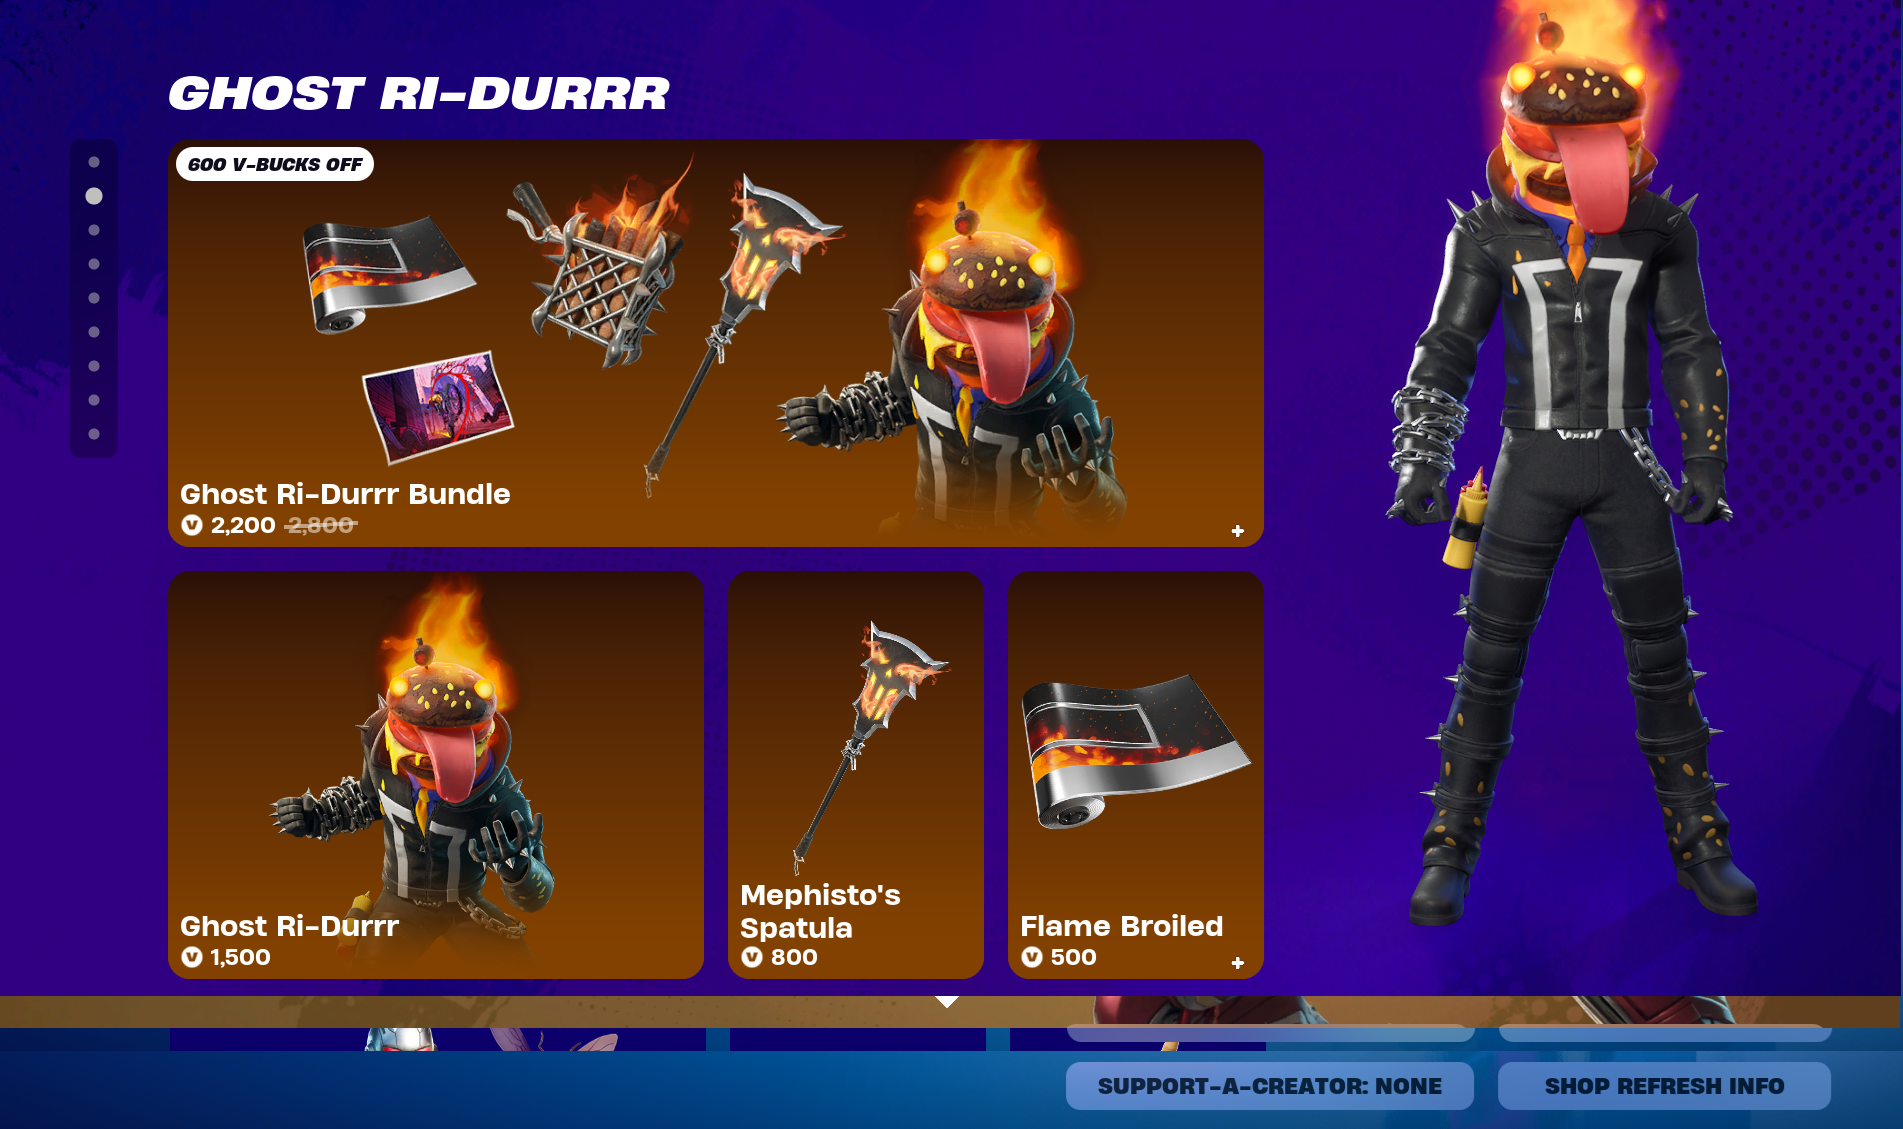 GHOST RI-DURRR
600 V-BUCKS OFF
Ghost Ri-Durrr Bundle
2,200 2,800
Ghost Ri-Durrr
1,500
Mephisto's
Spatula
800
Flame Broiled
500
SUPPORT-A-CREATOR: NONE
SHOP REFRESH INFO